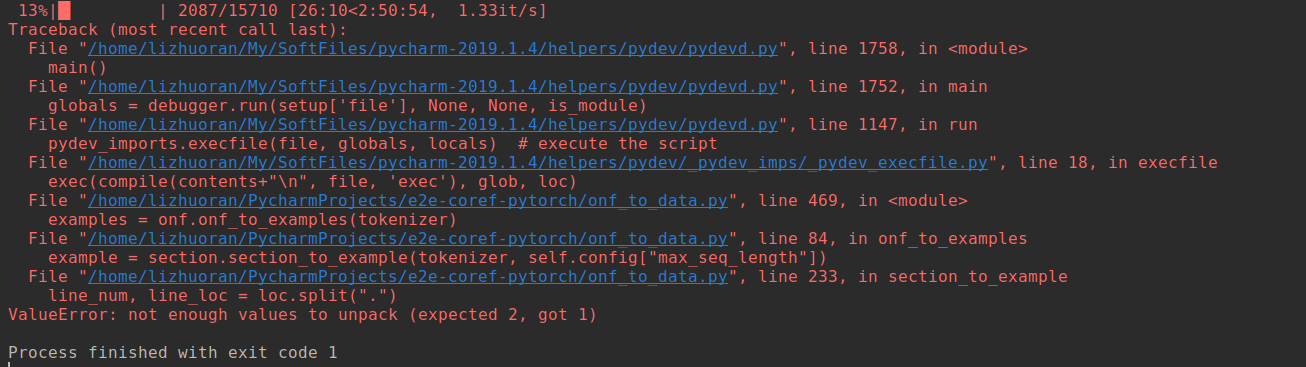 13%|█ | 2087/15710 [26:10<2:50:54, 1.33it/s]
Traceback (most recent call last):
File "/home/lizhuoran/My/SoftFiles/pycharm-2019.1.4/helpers/pydev/pydevd.py", line 1758, in <module>
main()
File "/home/lizhuoran/My/SoftFiles/pycharm-2019.1.4/helpers/pydev/pydevd.py", line 1752, in main
globals = debugger.run(setup['file'], None, None, is_module)
File "/home/lizhuoran/My/SoftFiles/pycharm-2019.1.4/helpers/pydev/pydevd.py", line 1147, in run
pydev_imports.execfile(file, globals, locals)  # execute the script
File "/home/lizhuoran/My/SoftFiles/pycharm-2019.1.4/helpers/pydev/_pydev_imps/_pydev_execfile.py", line 18, in execfile
exec(compile(contents+"\n", file, 'exec'), glob, loc)
File "/home/lizhuoran/PycharmProjects/e2e-coref-pytorch/onf_to_data.py", line 469, in <module>
examples = onf.onf_to_examples(tokenizer)
File "/home/lizhuoran/PycharmProjects/e2e-coref-pytorch/onf_to_data.py", line 84, in onf_to_examples
example = section.section_to_example(tokenizer, self.config["max_seq_length"])
File "/home/lizhuoran/PycharmProjects/e2e-coref-pytorch/onf_to_data.py", line 233, in section_to_example
line_num, line_loc = loc.split(".")
ValueError: not enough values to unpack (expected 2, got 1)
Process finished with exit code 1